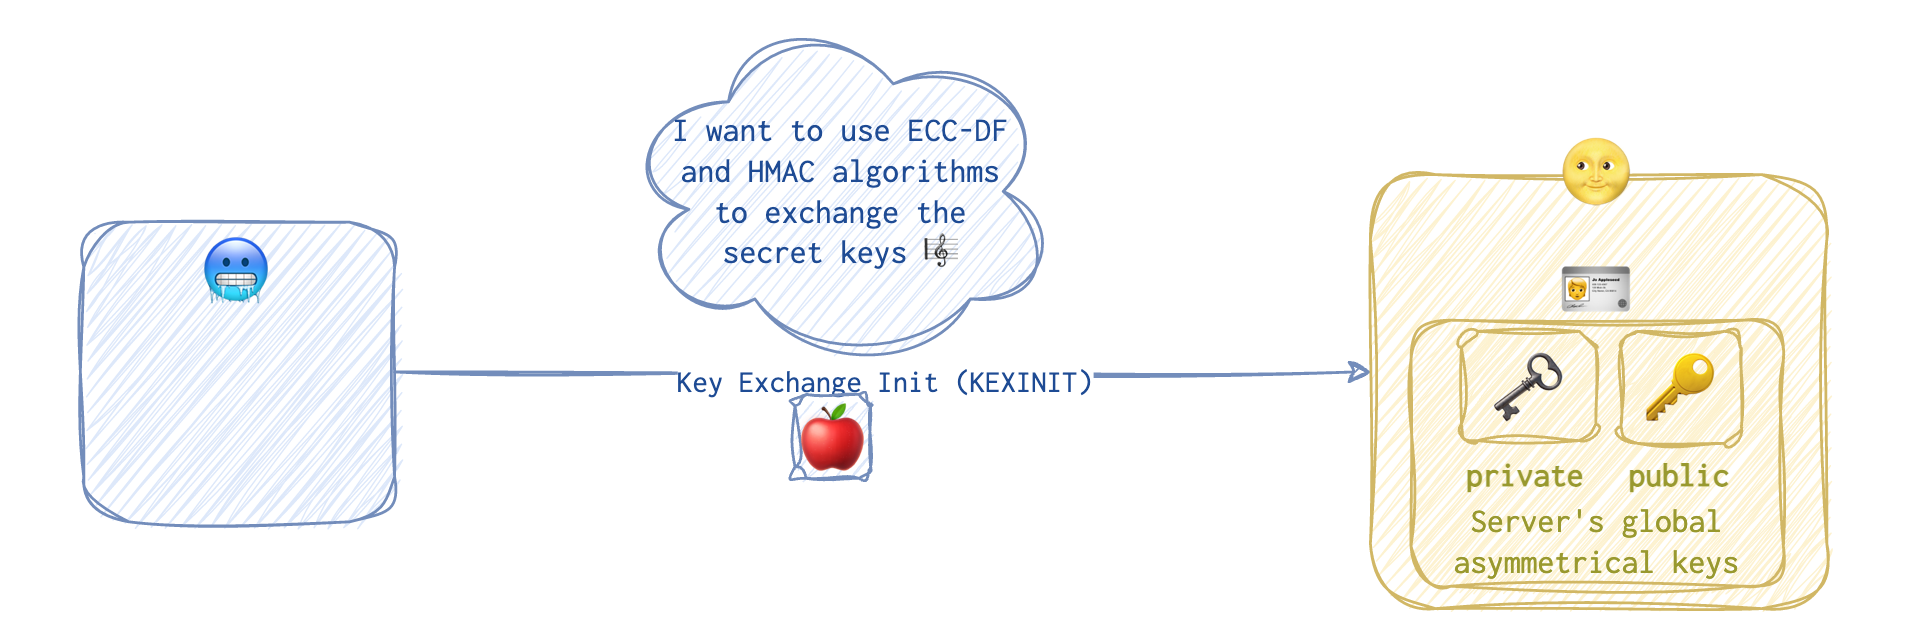 I want to use ECC-DF
and HMAC algorithms
to exchange the
secret keys
Key Exchange Init (KEXINIT)
private public
Server's global
asymmetrical keys